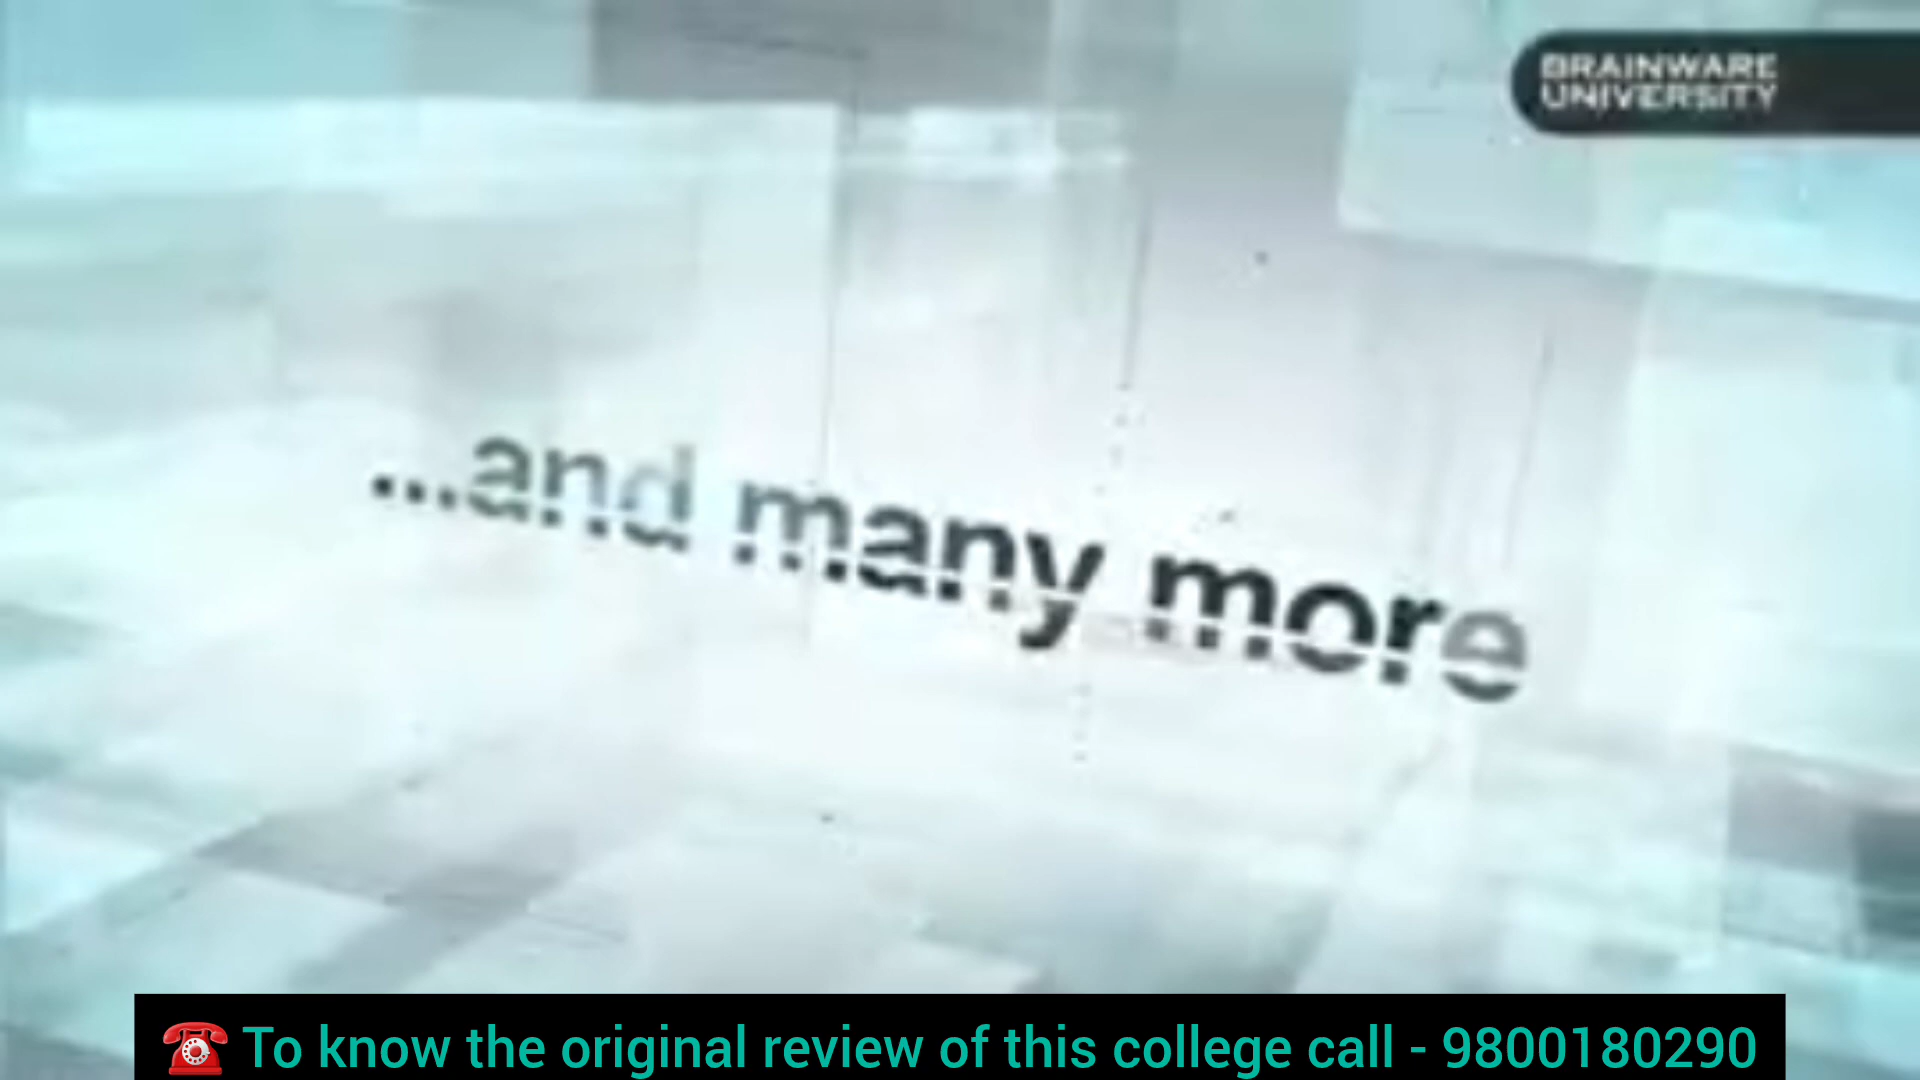 BRAINWARE
UNIVERSITY
...and many more
☎ To know the original review of this college call - 9800180290